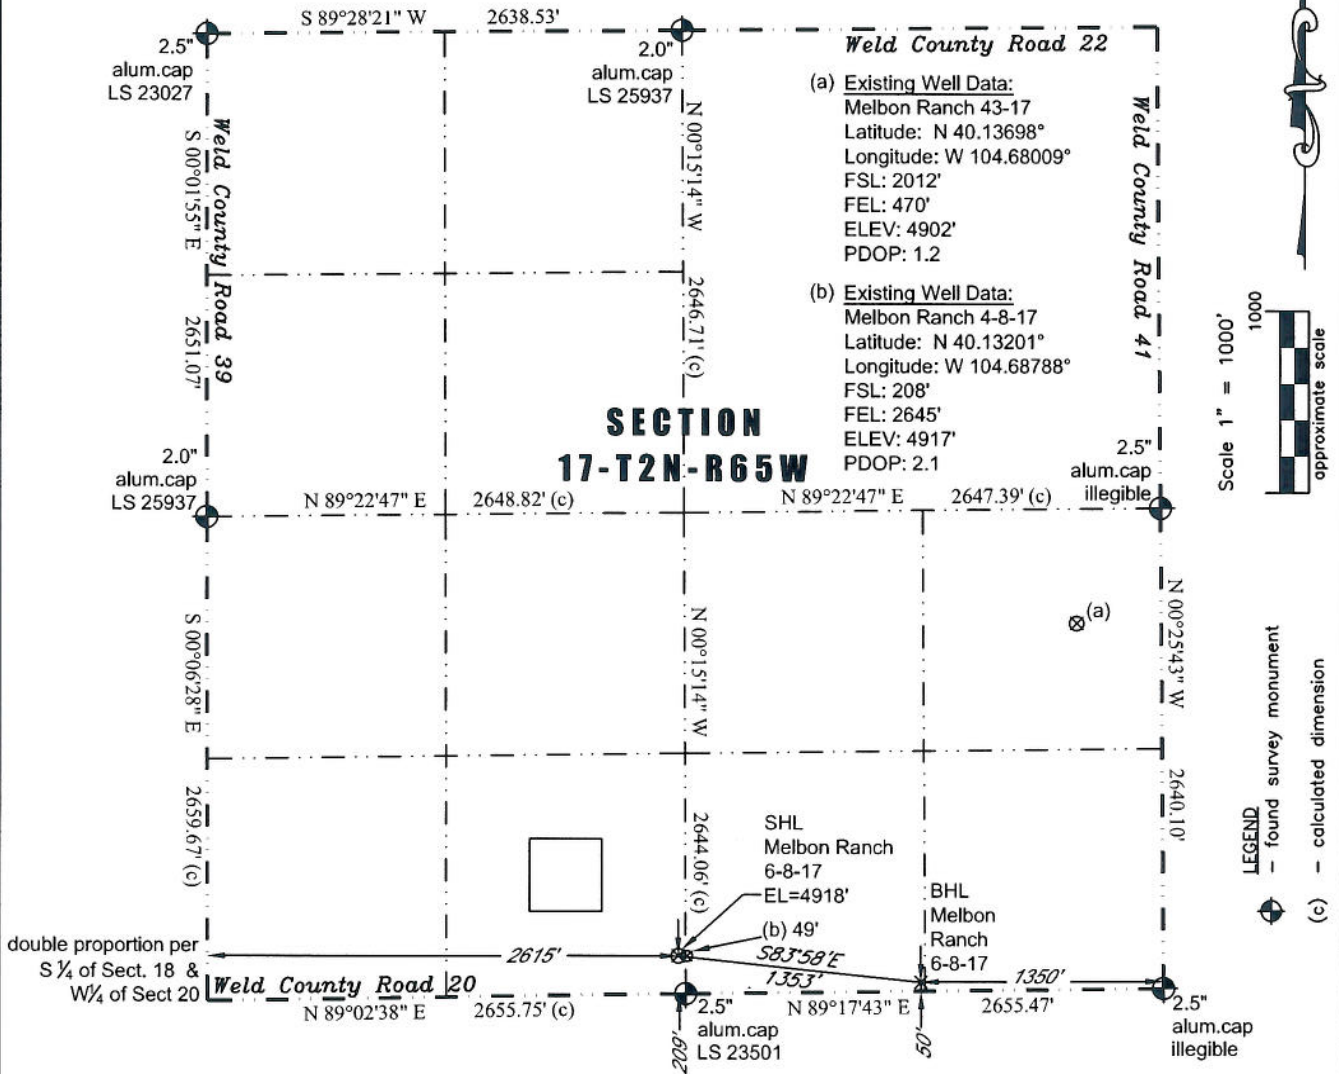 S 89°28'21" W 2638.53'
2.5"
alum.cap
LS 23027
2.0"
alum.cap
LS 25937
Weld County Road 22
(a) Existing Well Data:
Melbon Ranch 43-17
Latitude: N 40.13698°
Longitude: W 104.68009°
FSL: 2012'
FEL: 470'
ELEV: 4902'
PDOP: 1.2
(b) Existing Well Data:
Melbon Ranch 4-8-17
Latitude: N 40.13201°
Longitude: W 104.68788°
FSL: 208'
FEL: 2645'
ELEV: 4917'
PDOP: 2.1
S 00°01'55" E 2651.07'
Weld County Road 39
N 00°15'14" W 2646.71' (c)
Weld County Road 41
Scale 1" = 1000'
1000
approximate scale
SECTION
17-T2N-R65W
2.0"
alum.cap
LS 25937
2.5"
alum.cap
illegible
N 89°22'47" E 2648.82' (c)
N 89°22'47" E 2647.39' (c)
(a)
S 00°06'28" E 2659.67' (c)
N 00°15'14" W 2644.06' (c)
N 00°25'43" W 2640.10'
LEGEND
– found survey monument
(c) – calculated dimension
SHL
Melbon Ranch
6-8-17
EL=4918'
(b) 49'
BHL
Melbon
Ranch
6-8-17
double proportion per
S ¼ of Sect. 18 &
W¼ of Sect 20
2615'
S83°58'E
1353'
1350'
Weld County Road 20
N 89°02'38" E 2655.75' (c)
209'
2.5"
alum.cap
LS 23501
N 89°17'43" E 2655.47'
50'
2.5"
alum.cap
illegible